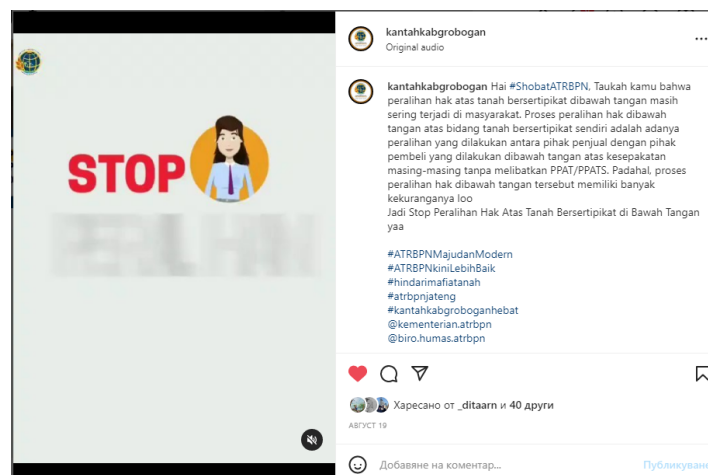 STOP
kantahkabgrobogan
Original audio
kantahkabgrobogan Hai #ShobatATRBPN, Taukah kamu bahwa
peralihan hak atas tanah bersertipikat dibawah tangan masih
sering terjadi di masyarakat. Proses peralihan hak dibawah
tangan atas bidang tanah bersertipikat sendiri adalah adanya
peralihan yang dilakukan antara pihak penjual dengan pihak
pembeli yang dilakukan dibawah tangan atas kesepakatan
masing-masing tanpa melibatkan PPAT/PPATS. Padahal, proses
peralihan hak dibawah tangan tersebut memiliki banyak
kekuranganya loo
Jadi Stop Peralihan Hak Atas Tanah Bersertipikat di Bawah Tangan
yaa
#ATRBPNMajudanModern
#ATRBPNkiniLebihBaik
#hindarimafiatanah
#atrbpnjateng
#kantahkabgroboganhebat
@kementerian.atrbpn
@biro.humas.atrbpn
Харесано от _ditaarn и 40 други
АВГУСТ 19
Добавяне на коментар...